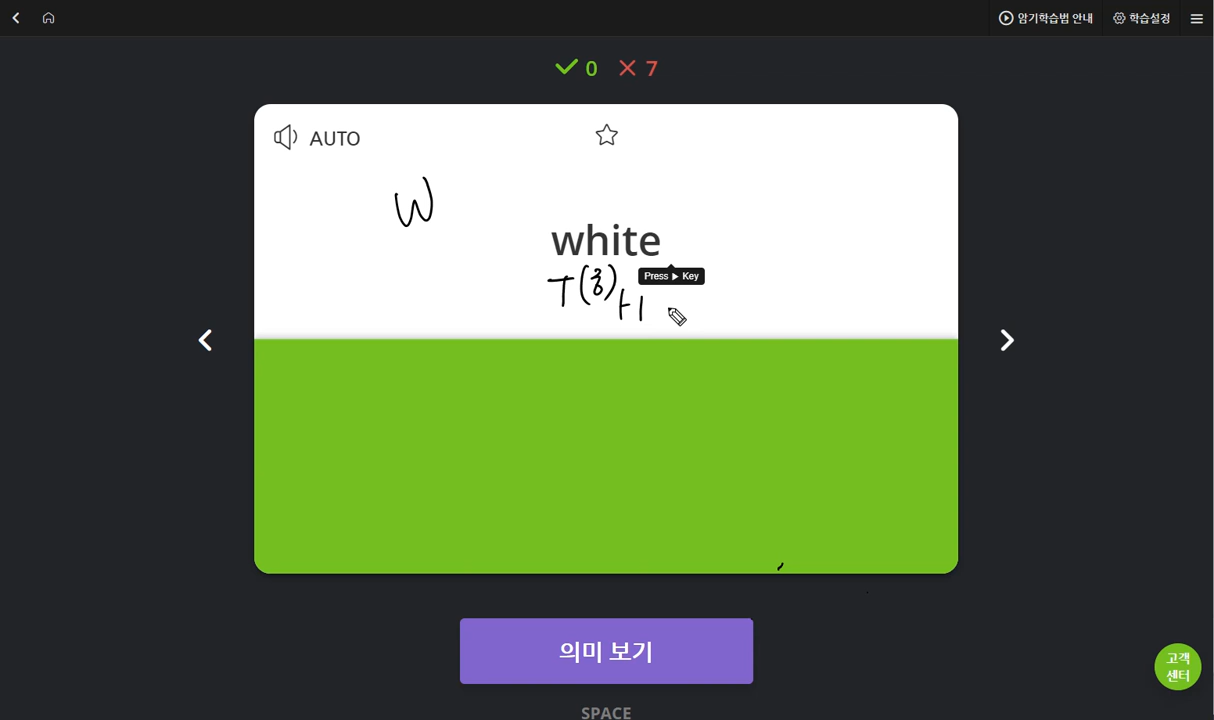 암기학습법 안내
학습설정
0
7
AUTO
W
white
Press ▶ Key
ㅜ(ㅎ)ㅏㅣ
의미 보기
고객
센터
SPACE